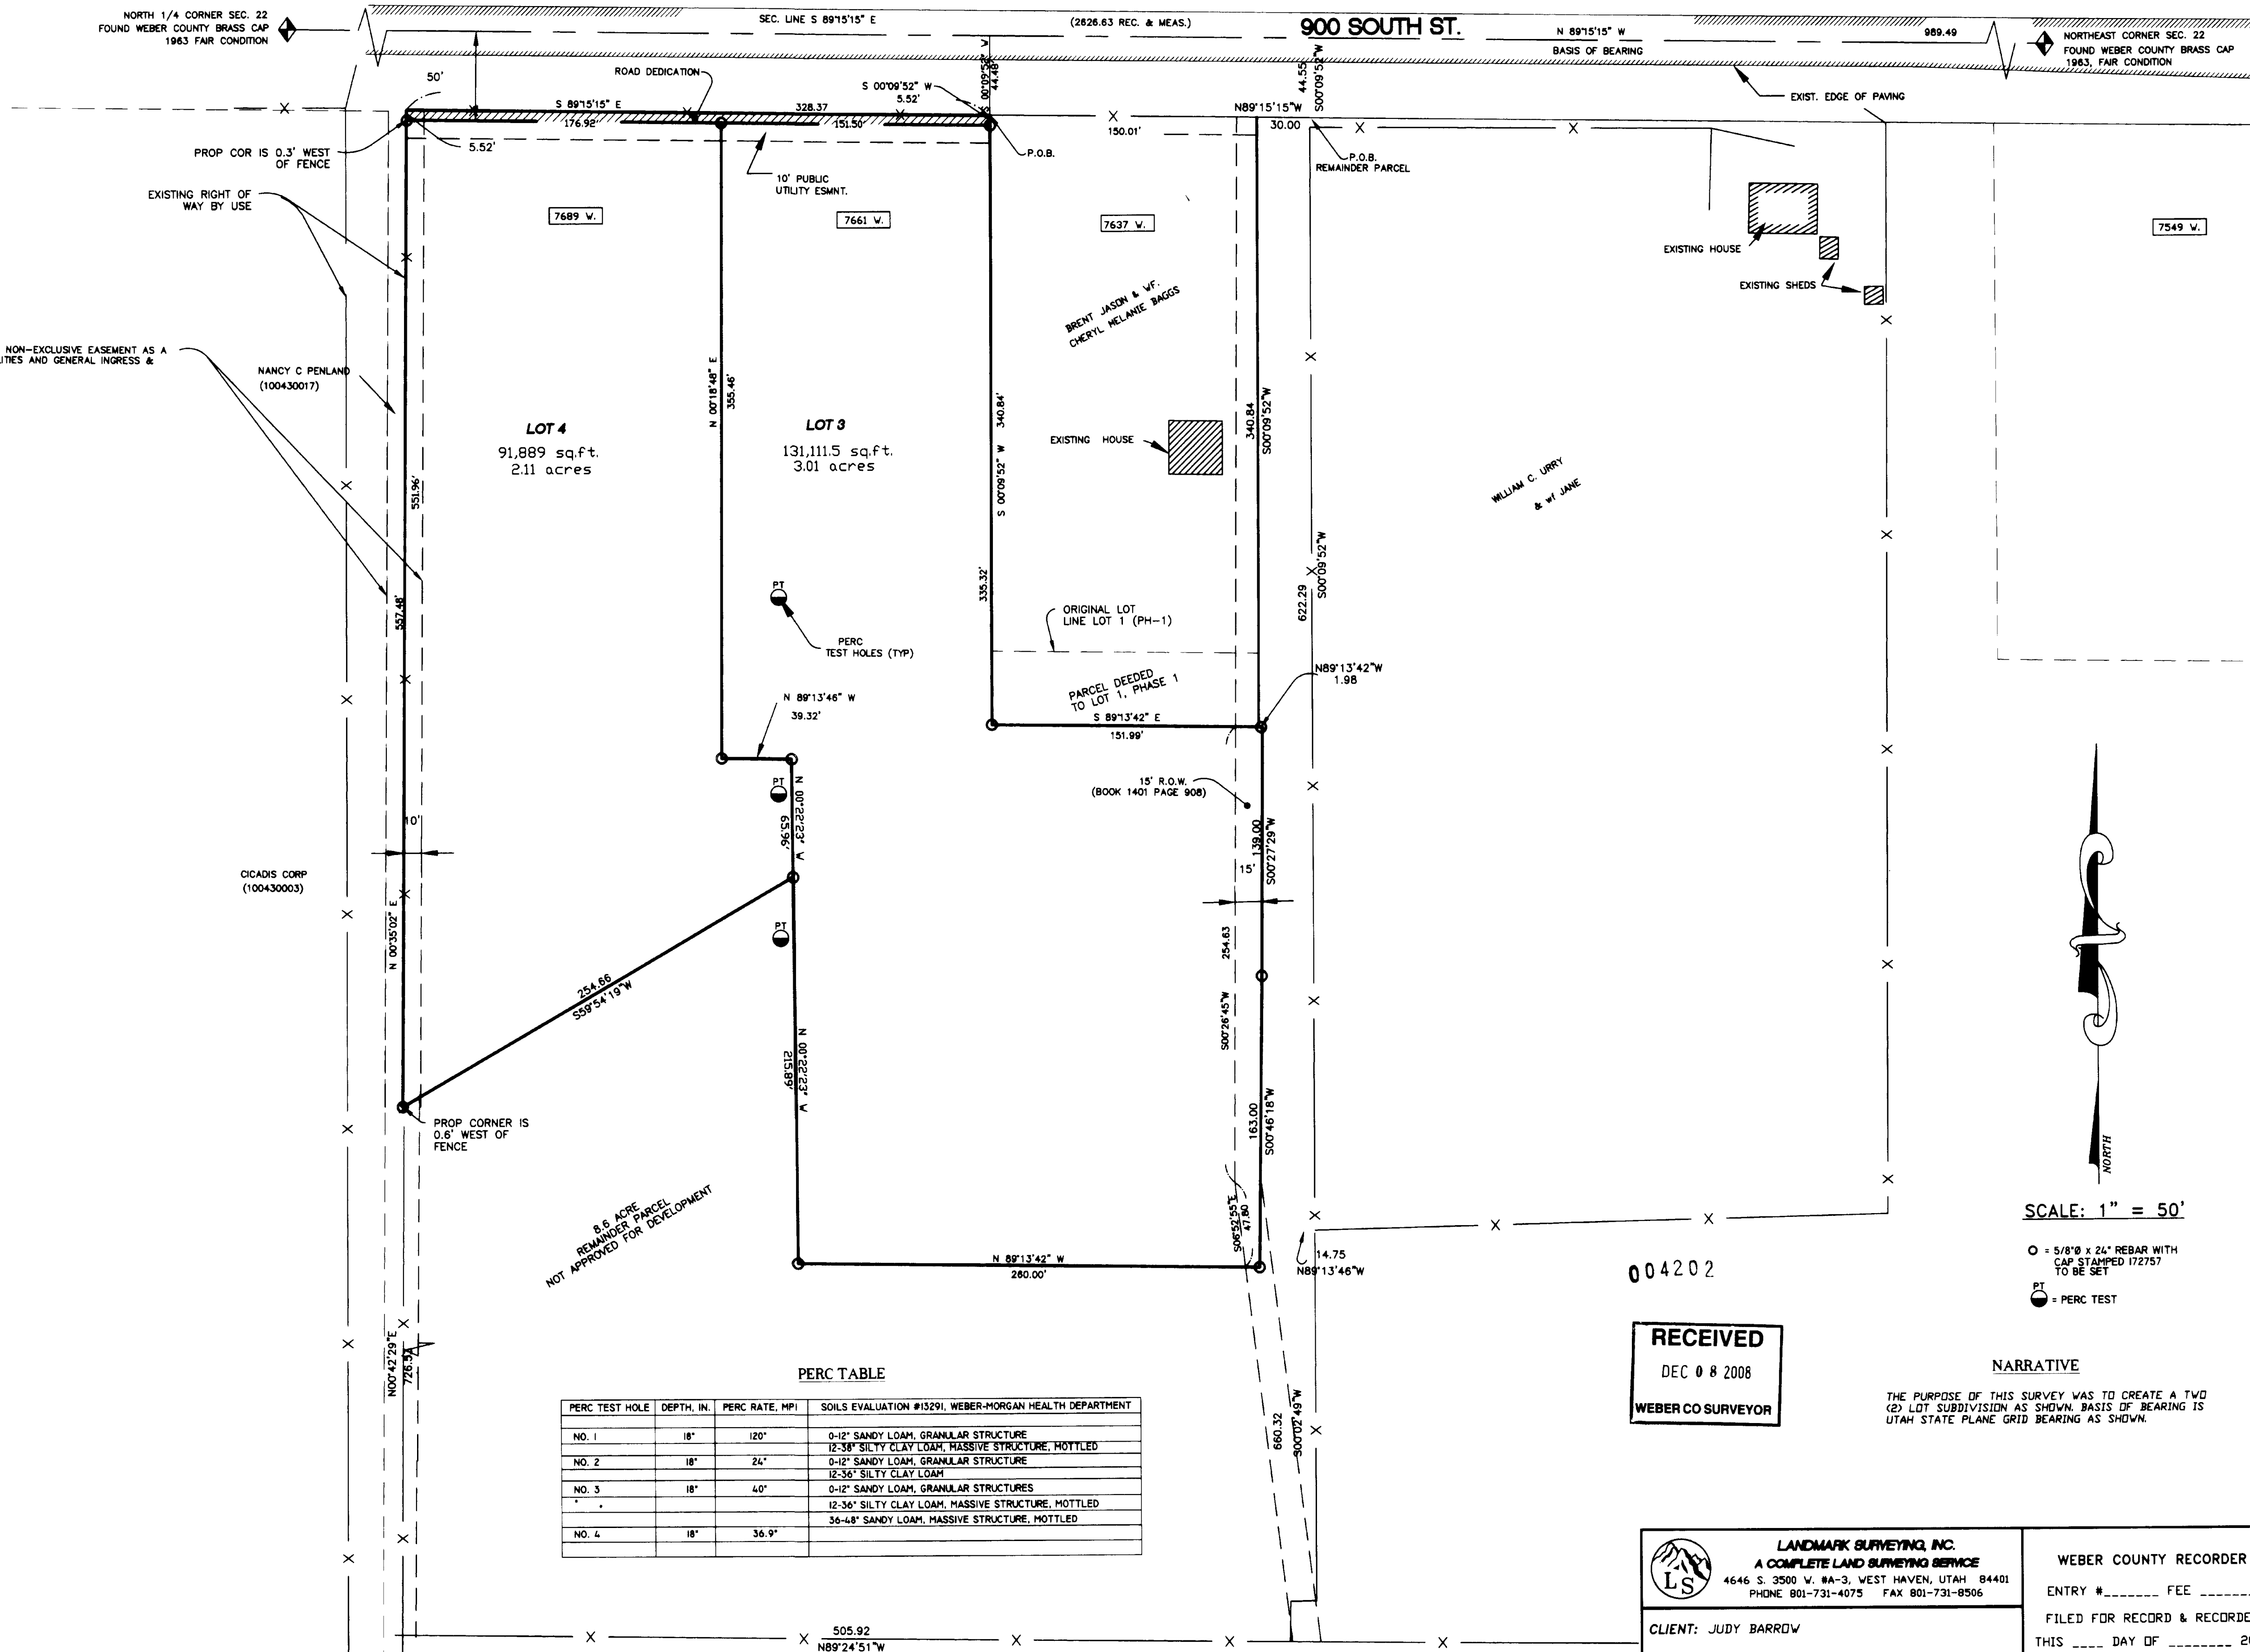 NORTH 1/4 CORNER SEC. 22
FOUND WEBER COUNTY BRASS CAP
1963 FAIR CONDITION
SEC. LINE S 89°15'15" E
(2626.63 REC. & MEAS.)
900 SOUTH ST.
N 89°15'15" W
989.49
BASIS OF BEARING
NORTHEAST CORNER SEC. 22
FOUND WEBER COUNTY BRASS CAP
1963, FAIR CONDITION
50'
ROAD DEDICATION
S 00°09'52" W
5.52'
S 00°09'52" W
44.48'
44.55
S00°09'52"W
EXIST. EDGE OF PAVING
S 89°15'15" E
328.37
176.92'
151.50'
N89°15'15"W
150.01'
30.00
PROP COR IS 0.3' WEST
OF FENCE
5.52'
P.O.B.
P.O.B.
REMAINDER PARCEL
10' PUBLIC
UTILITY ESMNT.
EXISTING RIGHT OF
WAY BY USE
7689 W.
7661 W.
7637 W.
7549 W.
EXISTING HOUSE
EXISTING SHEDS
BRENT JASON & WF.
CHERYL MELANIE BAGGS
NON-EXCLUSIVE EASEMENT AS A
ITIES AND GENERAL INGRESS &
NANCY C PENLAND
(100430017)
N 00°18'48" E
355.46'
LOT 4
91,889 sq.ft.
2.11 acres
LOT 3
131,111.5 sq.ft.
3.01 acres
S 00°09'52" W 340.84'
EXISTING HOUSE
340.84
S00°09'52"W
WILLIAM C. URRY
& wf JANE
551.96'
557.48'
335.32'
622.29
S00°09'52"W
PT
PERC
TEST HOLES (TYP)
ORIGINAL LOT
LINE LOT 1 (PH-1)
PARCEL DEEDED
TO LOT 1, PHASE 1
N89°13'42"W
1.98
N 89°13'46" W
39.32'
S 89°13'42" E
151.99'
PT
N 00°22'23" W
65.96'
15' R.O.W.
(BOOK 1401 PAGE 908)
139.00
S00°27'29"W
10'
15'
CICADIS CORP
(100430003)
N 00°35'02" E
PT
254.63
S00°26'45"W
254.66
S59°54'19"W
N 00°22'23" W
215.89'
PROP CORNER IS
0.6' WEST OF
FENCE
163.00
S00°46'18"W
8.6 ACRE
REMAINDER PARCEL
NOT APPROVED FOR DEVELOPMENT
S06°52'55"E
47.80
N 89°13'42" W
260.00'
14.75
N89°13'46"W
004202
NORTH
SCALE: 1" = 50'
O = 5/8"Ø x 24" REBAR WITH
CAP STAMPED 172757
TO BE SET
PT
= PERC TEST
RECEIVED
DEC 08 2008
WEBER CO SURVEYOR
NARRATIVE
THE PURPOSE OF THIS SURVEY WAS TO CREATE A TWO
(2) LOT SUBDIVISION AS SHOWN. BASIS OF BEARING IS
UTAH STATE PLANE GRID BEARING AS SHOWN.
N00°42'29"E
726.57
PERC TABLE
PERC TEST HOLE DEPTH, IN. PERC RATE, MPI SOILS EVALUATION #13291, WEBER-MORGAN HEALTH DEPARTMENT
NO. 1 18" 120" 0-12" SANDY LOAM, GRANULAR STRUCTURE
12-38" SILTY CLAY LOAM, MASSIVE STRUCTURE, MOTTLED
NO. 2 18" 24" 0-12" SANDY LOAM, GRANULAR STRUCTURE
12-36" SILTY CLAY LOAM
NO. 3 18" 40" 0-12" SANDY LOAM, GRANULAR STRUCTURES
" . 12-36" SILTY CLAY LOAM, MASSIVE STRUCTURE, MOTTLED
36-48" SANDY LOAM, MASSIVE STRUCTURE, MOTTLED
NO. 4 18" 36.9"
660.32
S00°02'49"W
505.92
N89°24'51"W
LS
LANDMARK SURVEYING, INC.
A COMPLETE LAND SURVEYING SERVICE
4646 S. 3500 W. #A-3, WEST HAVEN, UTAH 84401
PHONE 801-731-4075 FAX 801-731-8506
CLIENT: JUDY BARROW
WEBER COUNTY RECORDER
ENTRY #_______ FEE _______
FILED FOR RECORD & RECORDE
THIS ____ DAY OF ________ 20